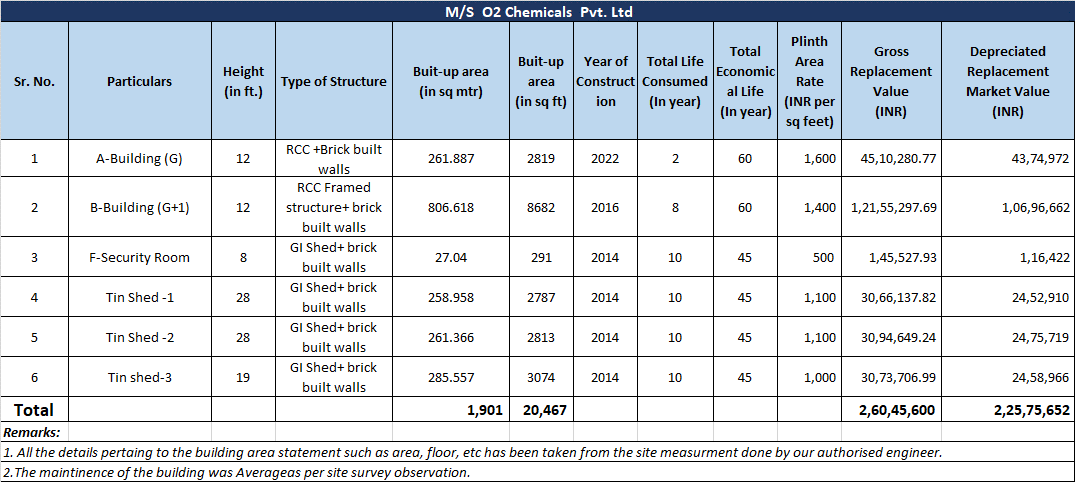 M/S O2 Chemicals Pvt. Ltd
Sr. No. Particulars Height (in ft.) Type of Structure Buit-up area (in sq mtr) Buit-up area (in sq ft) Year of Construct ion Total Life Consumed (In year) Total Economic al Life (In year) Plinth Area Rate (INR per sq feet) Gross Replacement Value (INR) Depreciated Replacement Market Value (INR)
1 A-Building (G) 12 RCC +Brick built walls 261.887 2819 2022 2 60 1,600 45,10,280.77 43,74,972
2 B-Building (G+1) 12 RCC Framed structure+ brick built walls 806.618 8682 2016 8 60 1,400 1,21,55,297.69 1,06,96,662
3 F-Security Room 8 GI Shed+ brick built walls 27.04 291 2014 10 45 500 1,45,527.93 1,16,422
4 Tin Shed -1 28 GI Shed+ brick built walls 258.958 2787 2014 10 45 1,100 30,66,137.82 24,52,910
5 Tin Shed -2 28 GI Shed+ brick built walls 261.366 2813 2014 10 45 1,100 30,94,649.24 24,75,719
6 Tin shed-3 19 GI Shed+ brick built walls 285.557 3074 2014 10 45 1,000 30,73,706.99 24,58,966
Total 1,901 20,467 2,60,45,600 2,25,75,652
Remarks:
1. All the details pertaing to the building area statement such as area, floor, etc has been taken from the site measurment done by our authorised engineer.
2.The maintinence of the building was Averageas per site survey observation.